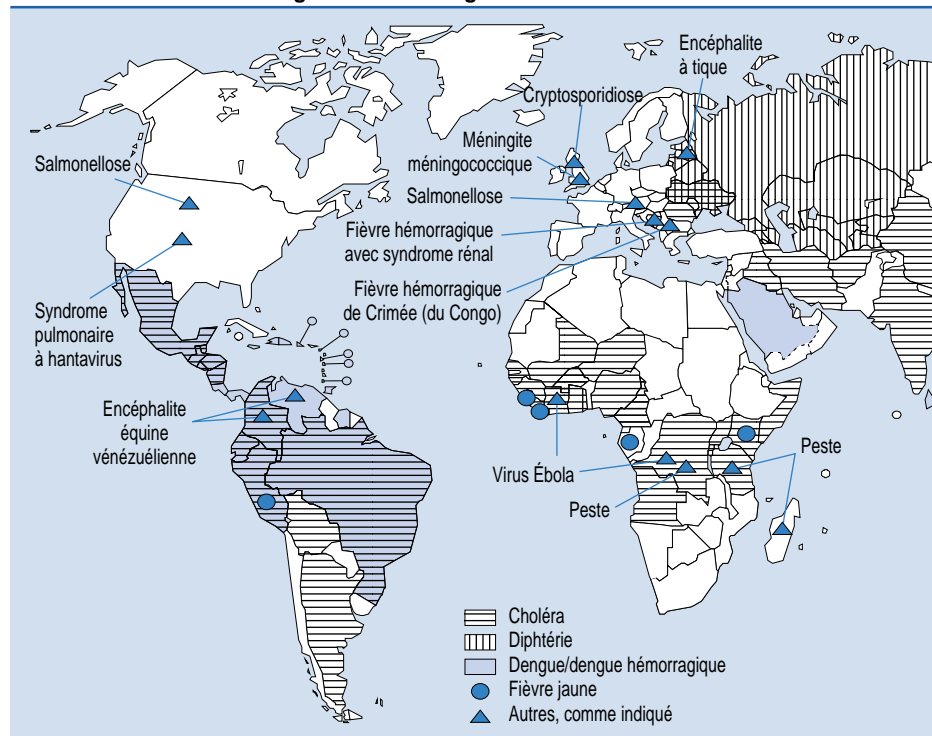 Encéphalite
à tique
Cryptosporidiose
Méningite
méningococcique
Salmonellose
Salmonellose
Fièvre hémorragique
avec syndrome rénal
Fièvre hémorragique
de Crimée (du Congo)
Syndrome
pulmonaire
à hantavirus
Encéphalite
équine
vénézuélienne
Virus Ébola
Peste
Peste
Choléra
Diphtérie
Dengue/dengue hémorragique
Fièvre jaune
Autres, comme indiqué